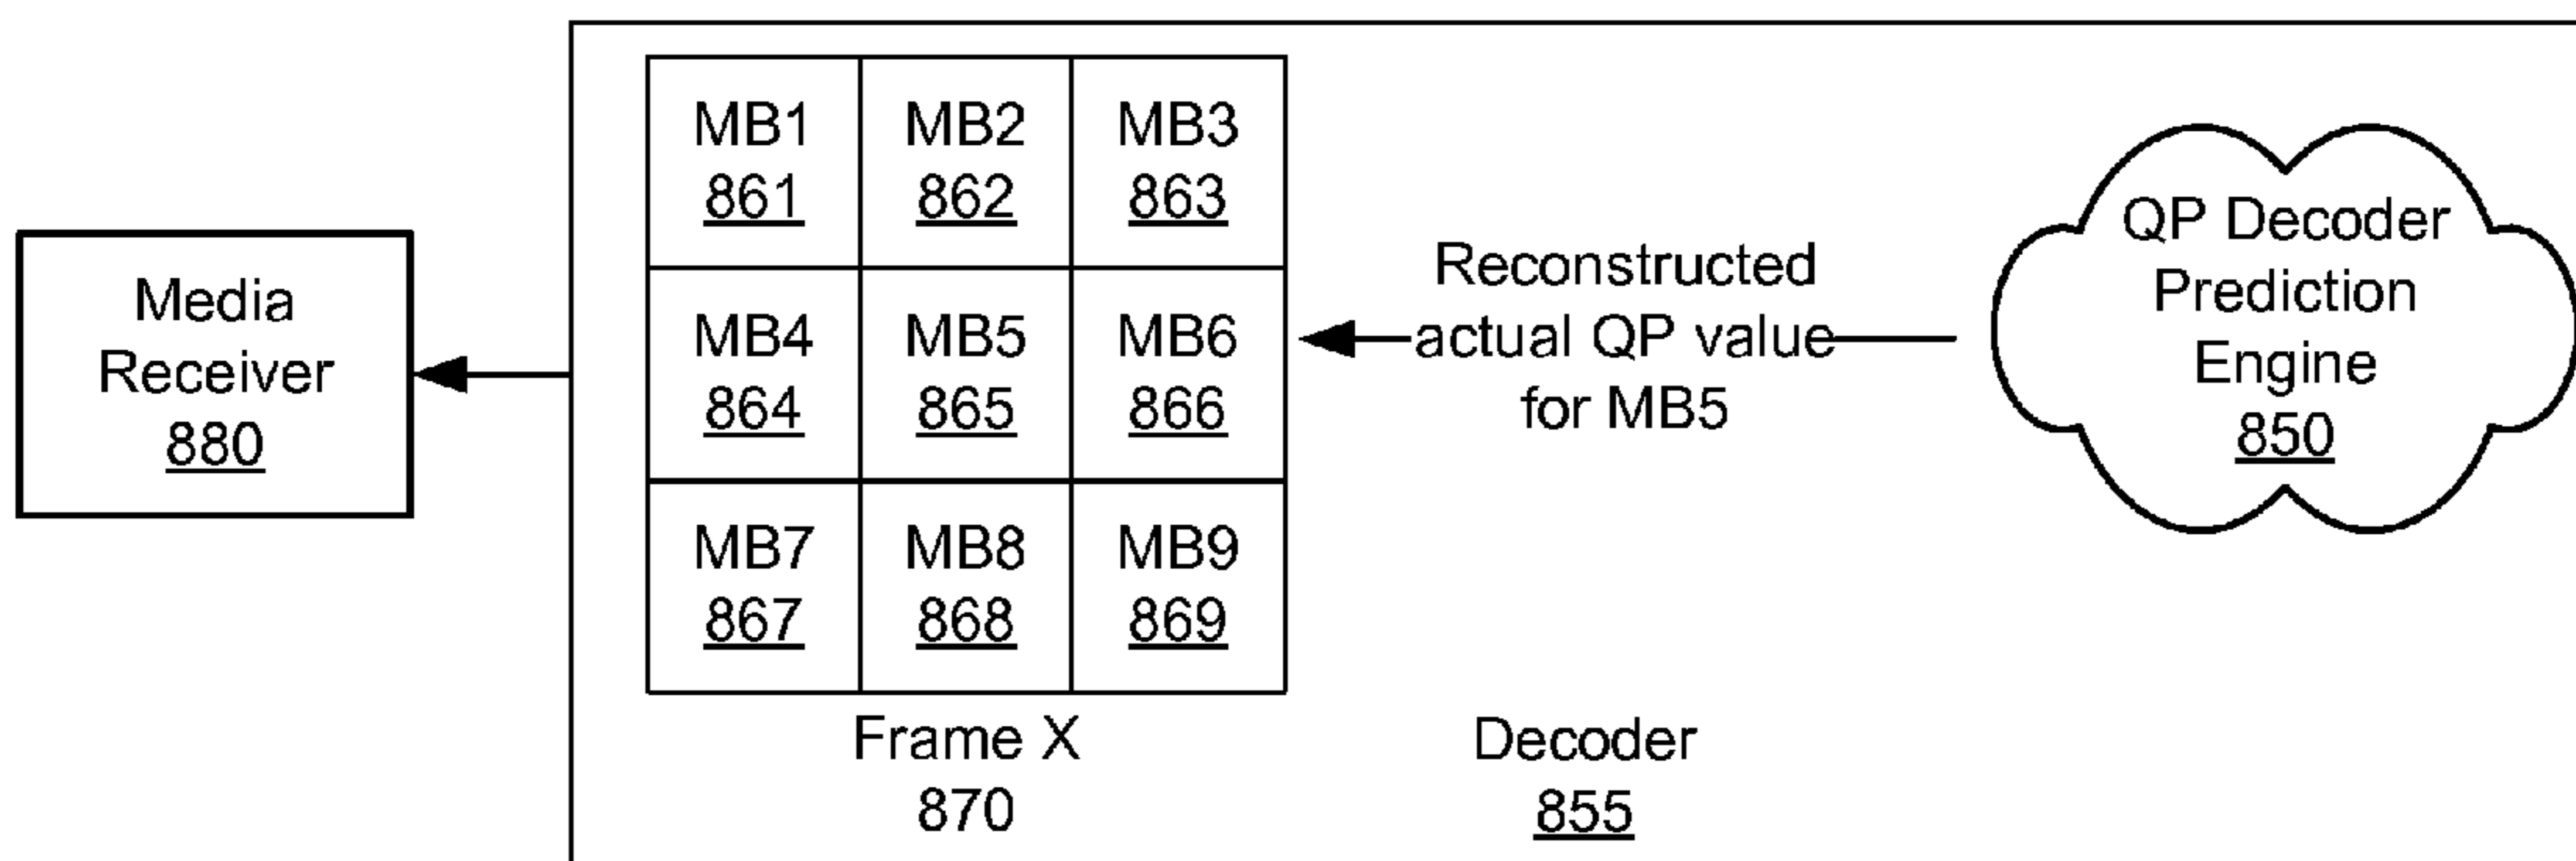 Media
Receiver
880
MB1
861
MB2
862
MB3
863
MB4
864
MB5
865
MB6
866
MB7
867
MB8
868
MB9
869
Frame X
870
Reconstructed
actual QP value
for MB5
QP Decoder
Prediction
Engine
850
Decoder
855